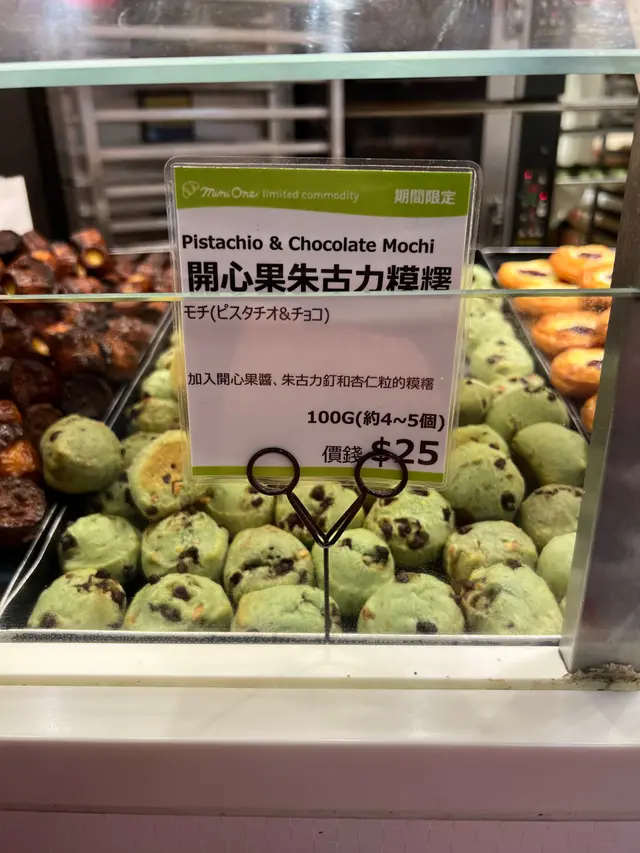 mini One limited commodity 期間限定
Pistachio & Chocolate Mochi
開心果朱古力糢糬
モチ(ピスタチオ&チョコ)
加入開心果醬、朱古力釘和杏仁粒的糢糬
100G(約4~5個)
價錢 $25